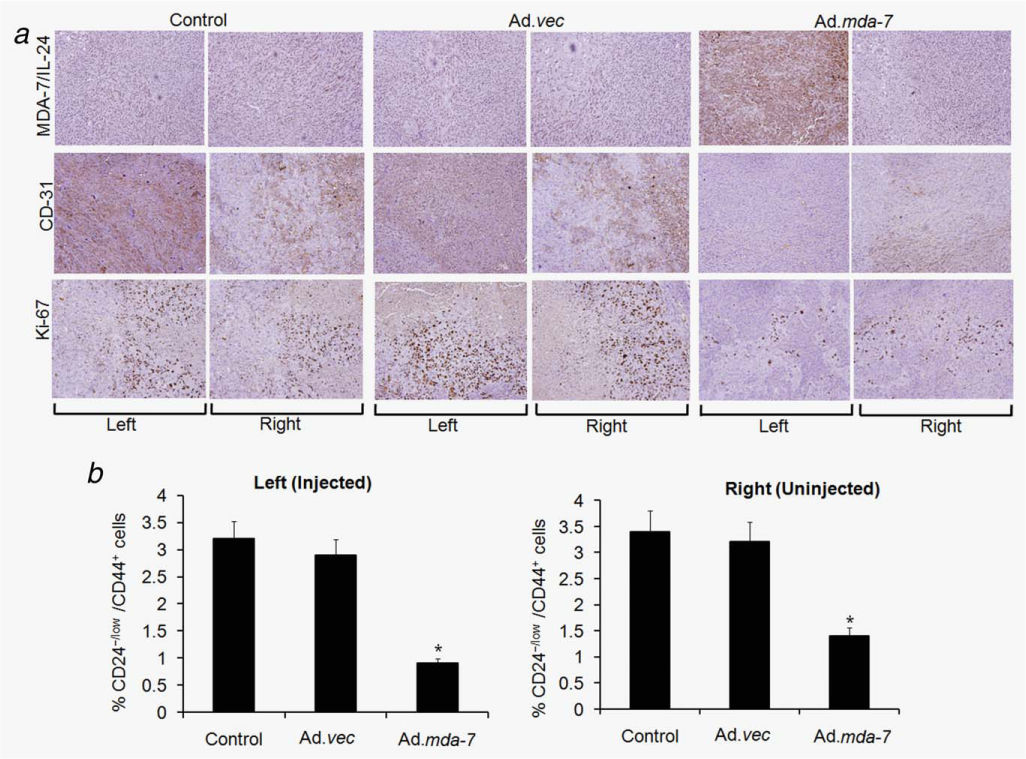 a
Control Ad.vec Ad.mda-7
MDA-7/IL-24
CD-31
Ki-67
Left Right Left Right Left Right
b
Left (Injected)
% CD24⁻/ˡᵒʷ /CD44⁺ cells
4
3.5
3
2.5
2
1.5
1
0.5
0
*
Control Ad.vec Ad.mda-7
Right (Uninjected)
% CD24⁻/ˡᵒʷ /CD44⁺ cells
4
3.5
3
2.5
2
1.5
1
0.5
0
*
Control Ad.vec Ad.mda-7